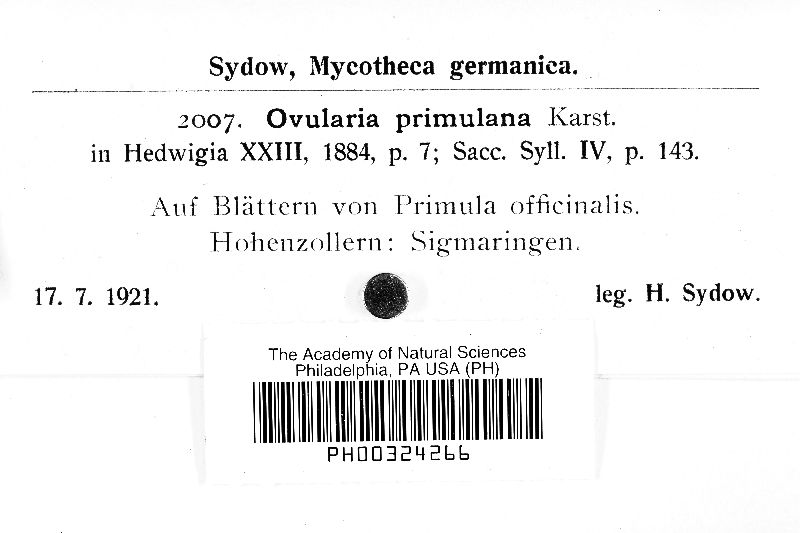 Sydow, Mycotheca germanica.
2007. Ovularia primulana Karst.
in Hedwigia XXIII, 1884, p. 7; Sacc. Syll. IV, p. 143.
Auf Blättern von Primula officinalis.
Hohenzollern: Sigmaringen.
17. 7. 1921. leg. H. Sydow.
The Academy of Natural Sciences
Philadelphia, PA USA (PH)
PH00324266